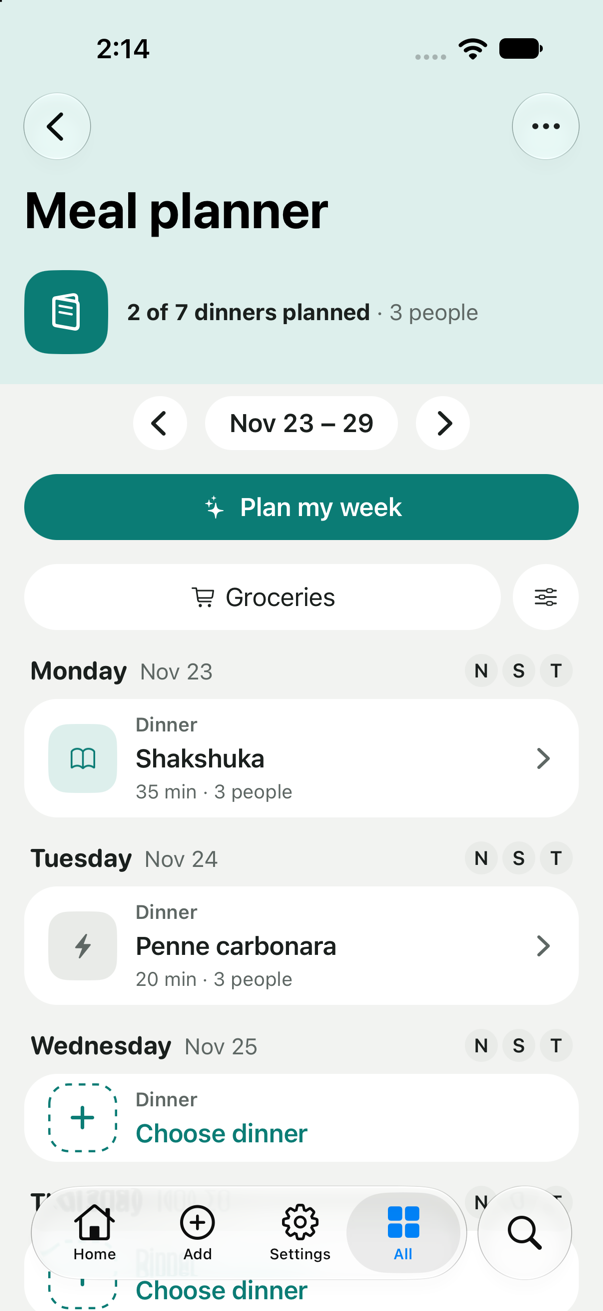 2:14
Meal planner
2 of 7 dinners planned · 3 people
Nov 23 – 29
Plan my week
Groceries
Monday Nov 23 N S T
Dinner
Shakshuka
35 min · 3 people
Tuesday Nov 24 N S T
Dinner
Penne carbonara
20 min · 3 people
Wednesday Nov 25 N S T
Dinner
Choose dinner
Home Add Settings All
Choose dinner